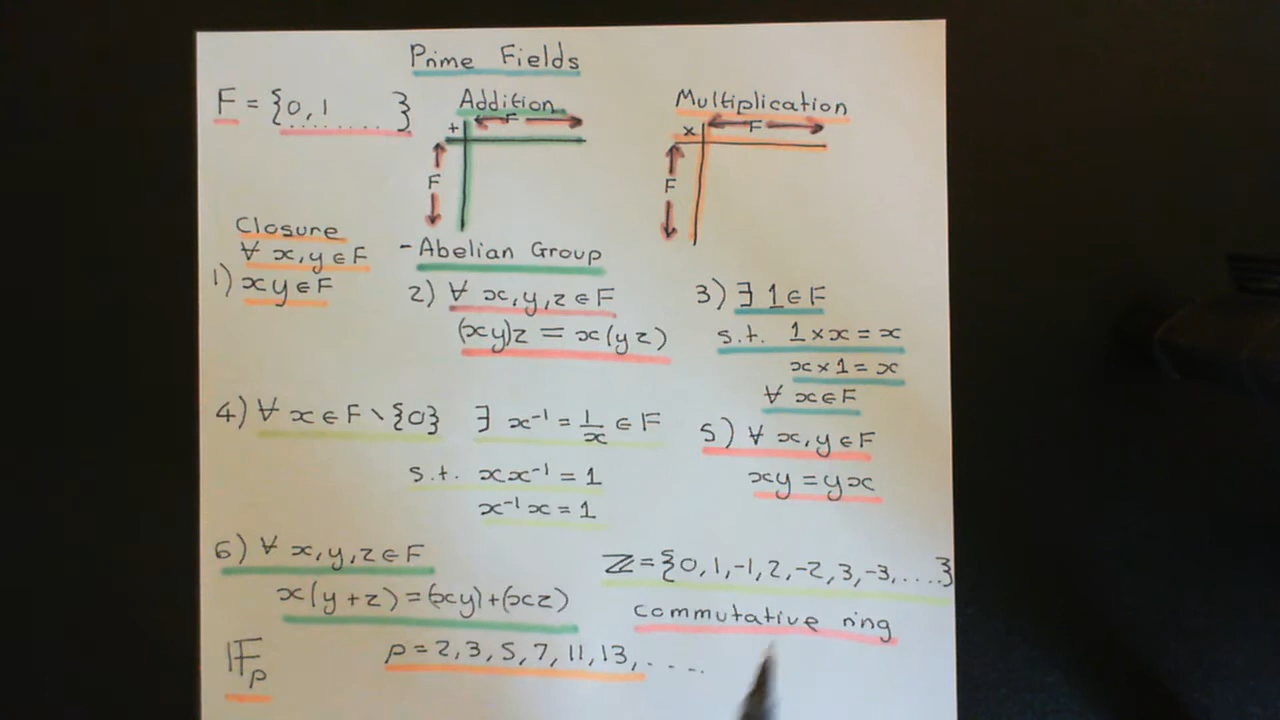 Prime Fields
F = {0, 1 ........ }
Addition
+ F
F
Multiplication
× F
F
Closure
∀ x, y ∈ F
1) xy ∈ F
- Abelian Group
2) ∀ x, y, z ∈ F
(xy)z = x(yz)
3) ∃ 1 ∈ F
s.t. 1 × x = x
x × 1 = x
∀ x ∈ F
4) ∀ x ∈ F \ {0} ∃ x⁻¹ = 1/x ∈ F
s.t. xx⁻¹ = 1
x⁻¹x = 1
5) ∀ x, y ∈ F
xy = yx
6) ∀ x, y, z ∈ F
x(y + z) = (xy) + (xz)
ℤ = {0, 1, -1, 2, -2, 3, -3, ....}
commutative ring
𝔽ₚ p = 2, 3, 5, 7, 11, 13, ....